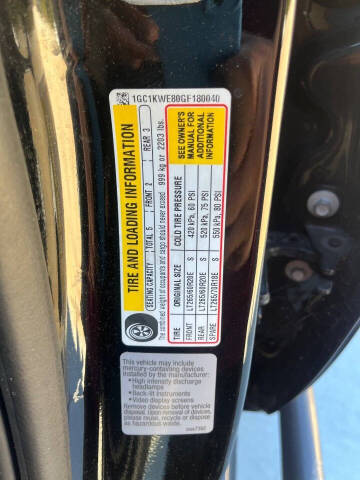 1GC1KWE80GF180040
TIRE AND LOADING INFORMATION
SEATING CAPACITY TOTAL 5 FRONT 2 REAR 3
The combined weight of occupants and cargo should never exceed 999 kg or 2203 lbs.
TIRE ORIGINAL SIZE COLD TIRE PRESSURE
FRONT LT265/60R20E S 420 kPa, 60 PSI
REAR LT265/60R20E S 520 kPa, 75 PSI
SPARE LT265/70R18E S 550 kPa, 80 PSI
SEE OWNER'S
MANUAL FOR
ADDITIONAL
INFORMATION
This vehicle may include
mercury-containing devices
installed by the manufacturer:
• High intensity discharge
headlamps
• Back-lit instruments
• Video display screens
Remove devices before vehicle
disposal. Upon removal of devices,
please reuse, recycle or dispose
as hazardous waste.